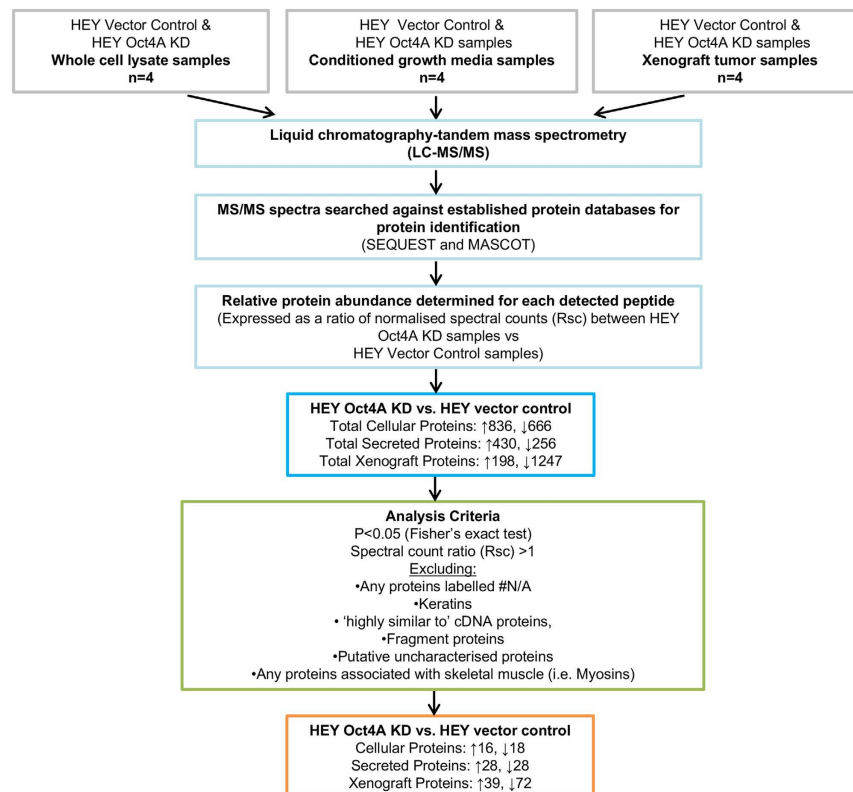 HEY Vector Control &
HEY Oct4A KD
Whole cell lysate samples
n=4
HEY Vector Control &
HEY Oct4A KD samples
Conditioned growth media samples
n=4
HEY Vector Control &
HEY Oct4A KD samples
Xenograft tumor samples
n=4
Liquid chromatography-tandem mass spectrometry
(LC-MS/MS)
MS/MS spectra searched against established protein databases for
protein identification
(SEQUEST and MASCOT)
Relative protein abundance determined for each detected peptide
(Expressed as a ratio of normalised spectral counts (Rsc) between HEY
Oct4A KD samples vs
HEY Vector Control samples)
HEY Oct4A KD vs. HEY vector control
Total Cellular Proteins: ↑836, ↓666
Total Secreted Proteins: ↑430, ↓256
Total Xenograft Proteins: ↑198, ↓1247
Analysis Criteria
P<0.05 (Fisher's exact test)
Spectral count ratio (Rsc) >1
Excluding:
•Any proteins labelled #N/A
•Keratins
• ‘highly similar to’ cDNA proteins,
•Fragment proteins
•Putative uncharacterised proteins
•Any proteins associated with skeletal muscle (i.e. Myosins)
HEY Oct4A KD vs. HEY vector control
Cellular Proteins: ↑16, ↓18
Secreted Proteins: ↑28, ↓28
Xenograft Proteins: ↑39, ↓72